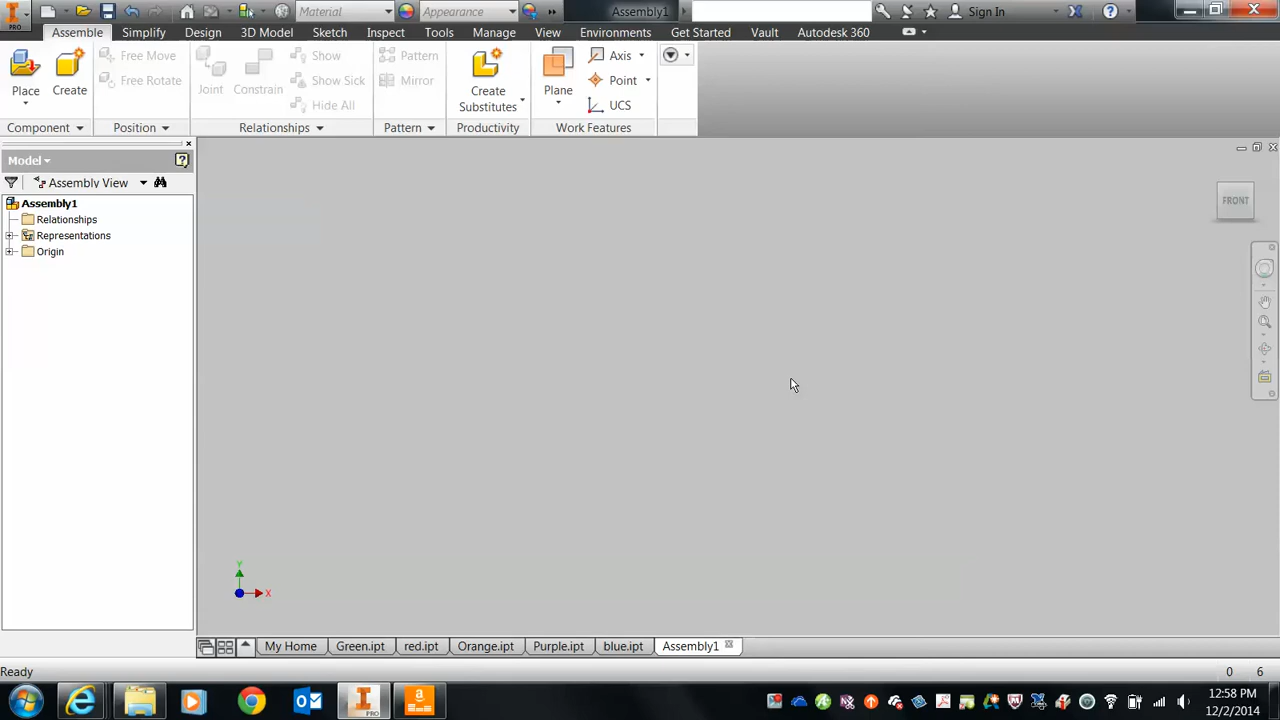 PRO
Material
Appearance
Assembly1
Sign In
Assemble Simplify Design 3D Model Sketch Inspect Tools Manage View Environments Get Started Vault Autodesk 360
Place
Create
Free Move
Free Rotate
Joint
Constrain
Show
Show Sick
Hide All
Pattern
Mirror
Create
Substitutes
Plane
Axis
Point
UCS
Component Position Relationships Pattern Productivity Work Features
Model
Assembly View
Assembly1
Relationships
Representations
Origin
FRONT
Y
X
My Home Green.ipt red.ipt Orange.ipt Purple.ipt blue.ipt Assembly1
Ready 0 6
PRO
12:58 PM
12/2/2014